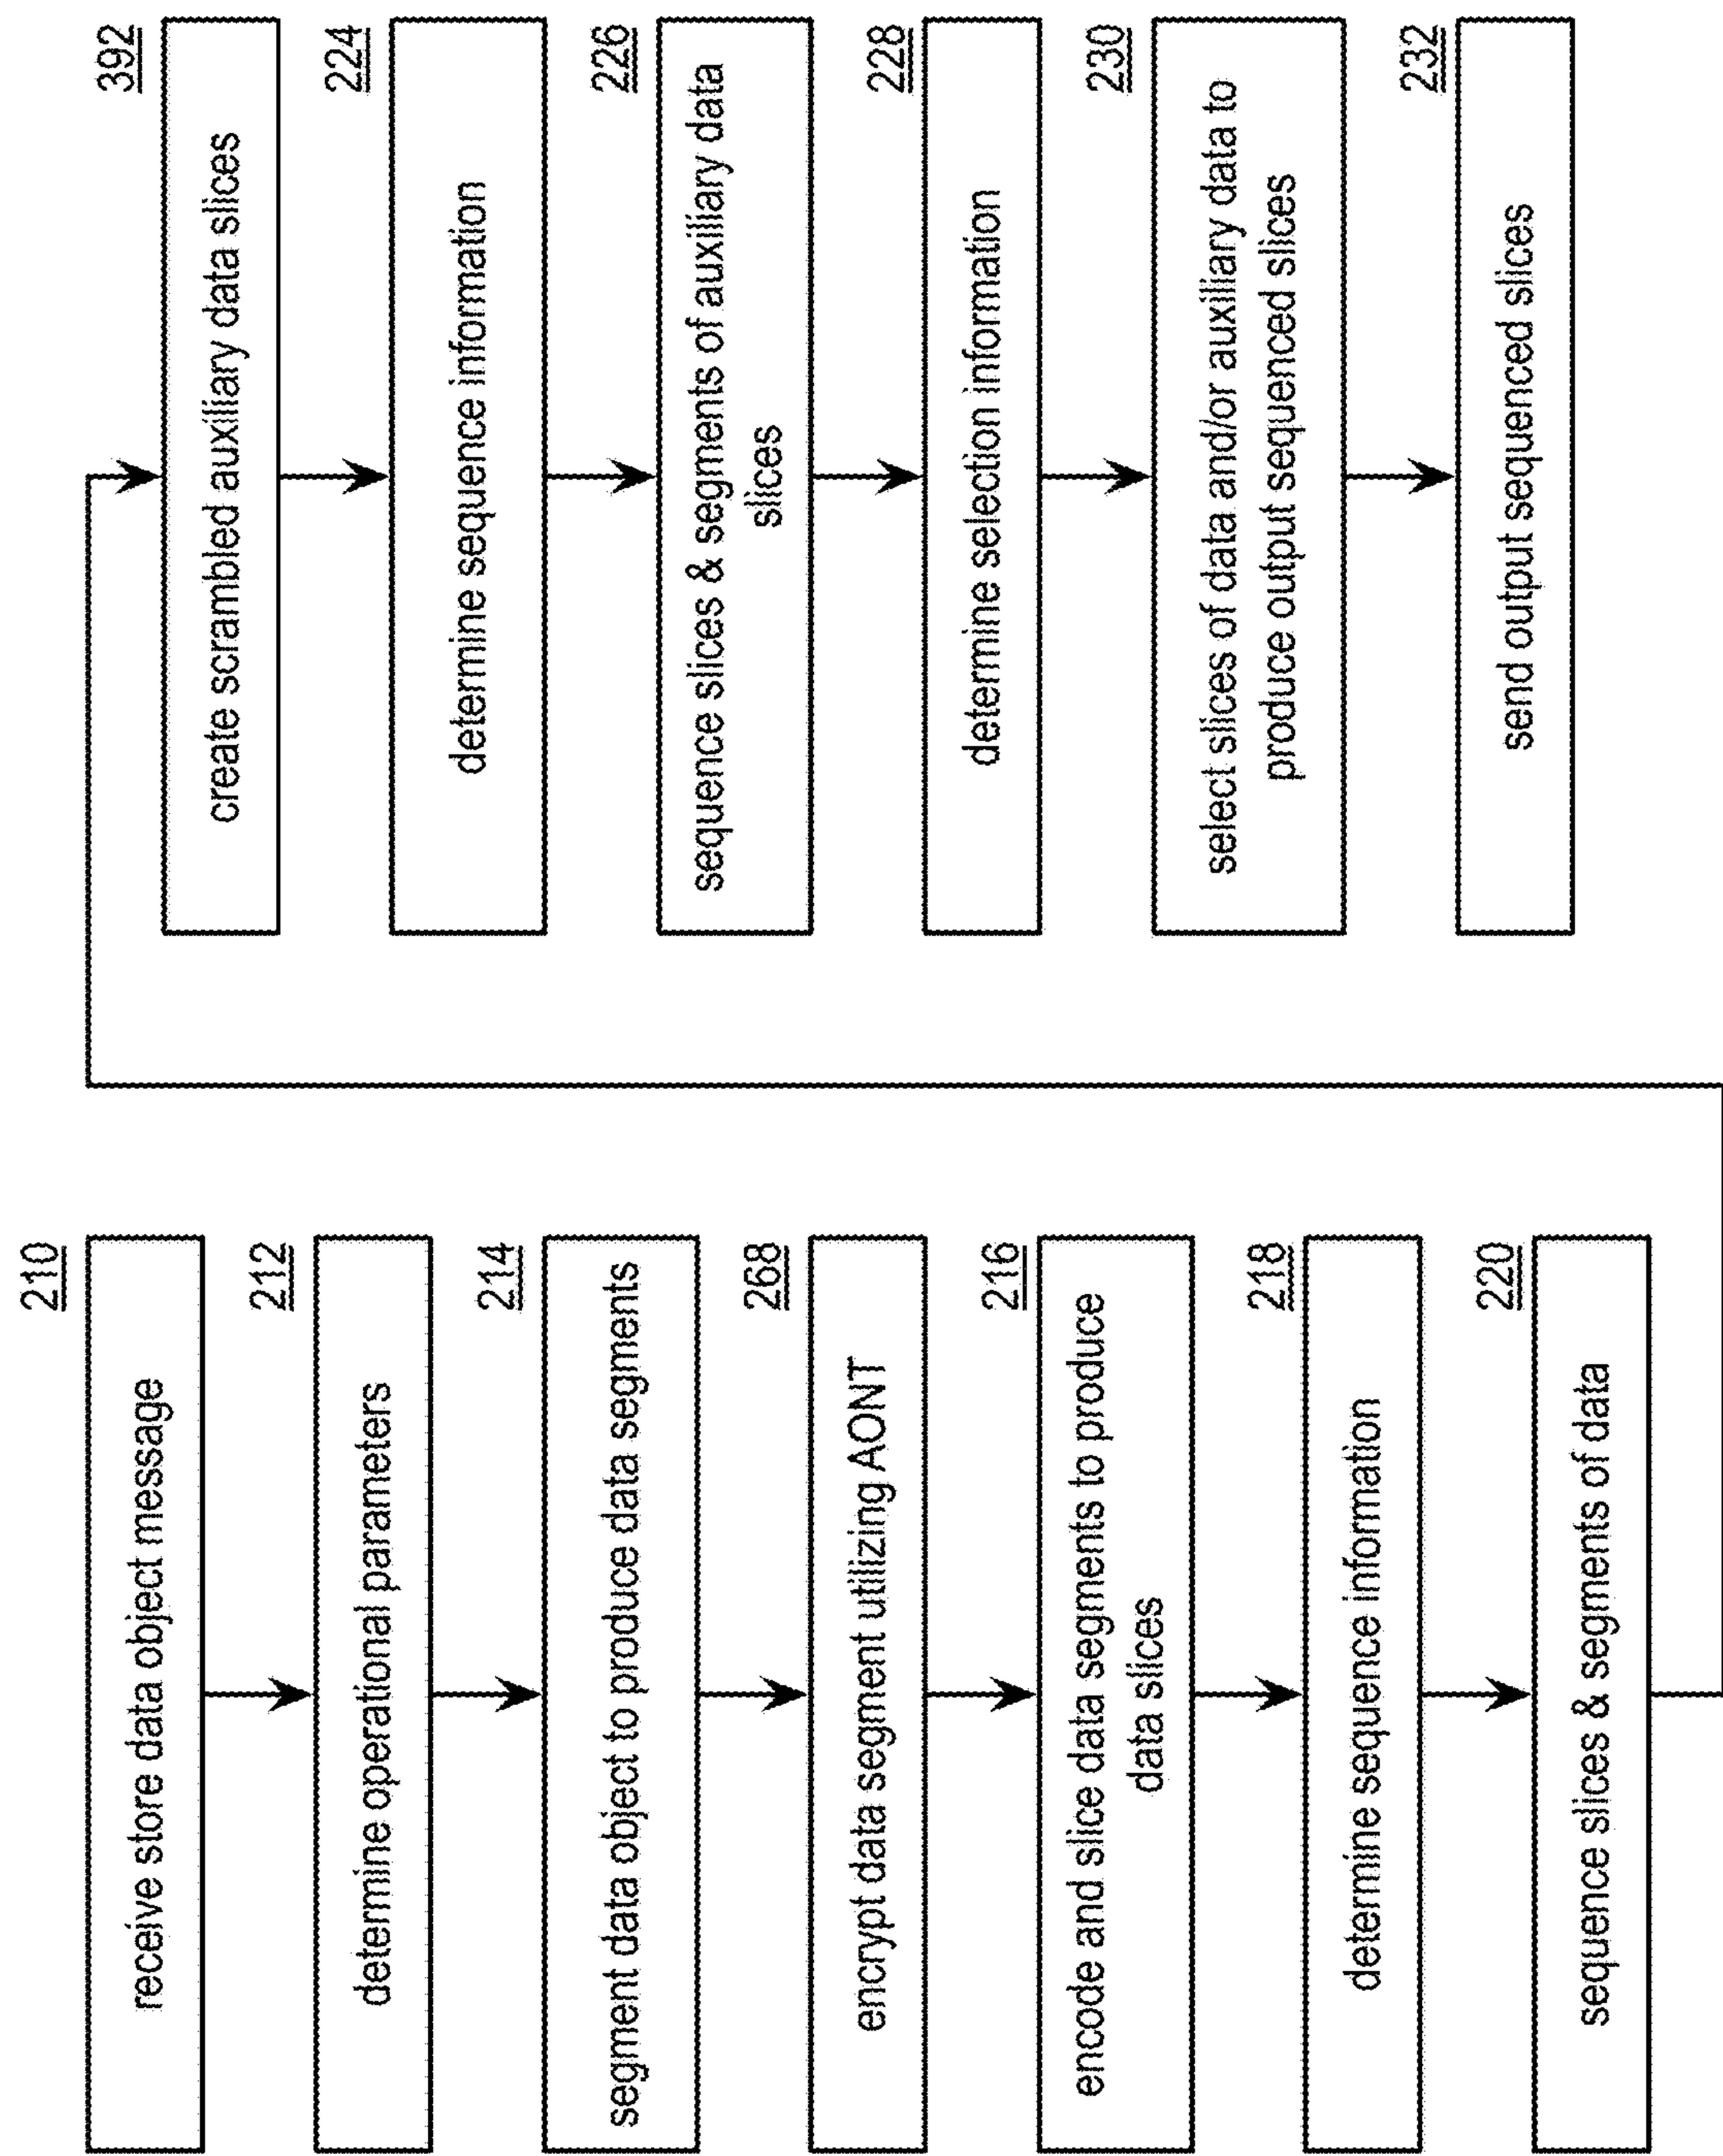 210
receive store data object message
212
determine operational parameters
214
segment data object to produce data segments
268
encrypt data segment utilizing AONT
216
encode and slice data segments to produce
data slices
218
determine sequence information
220
sequence slices & segments of data
392
create scrambled auxiliary data slices
224
determine sequence information
226
sequence slices & segments of auxiliary data
slices
228
determine selection information
230
select slices of data and/or auxiliary data to
produce output sequenced slices
232
send output sequenced slices